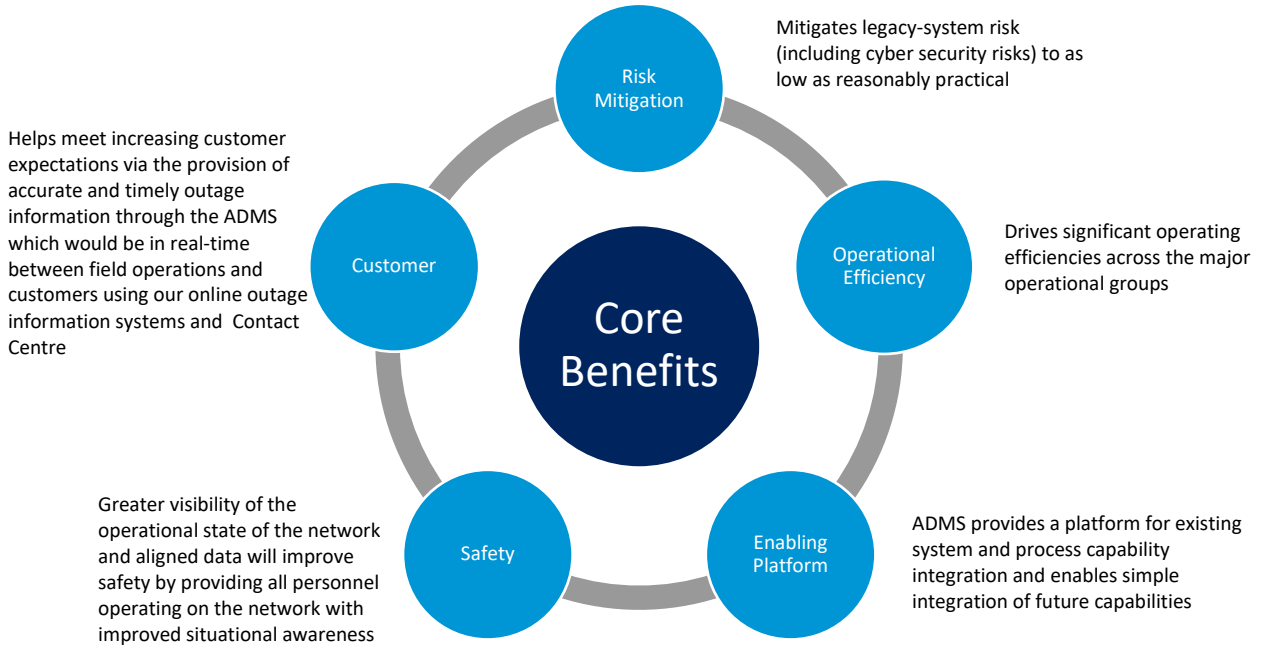 Risk
Mitigation
Mitigates legacy-system risk
(including cyber security risks) to as
low as reasonably practical
Operational
Efficiency
Drives significant operating
efficiencies across the major
operational groups
Enabling
Platform
ADMS provides a platform for existing
system and process capability
integration and enables simple
integration of future capabilities
Safety
Greater visibility of the
operational state of the network
and aligned data will improve
safety by providing all personnel
operating on the network with
improved situational awareness
Customer
Helps meet increasing customer
expectations via the provision of
accurate and timely outage
information through the ADMS
which would be in real-time
between field operations and
customers using our online outage
information systems and  Contact
Centre
Core
Benefits